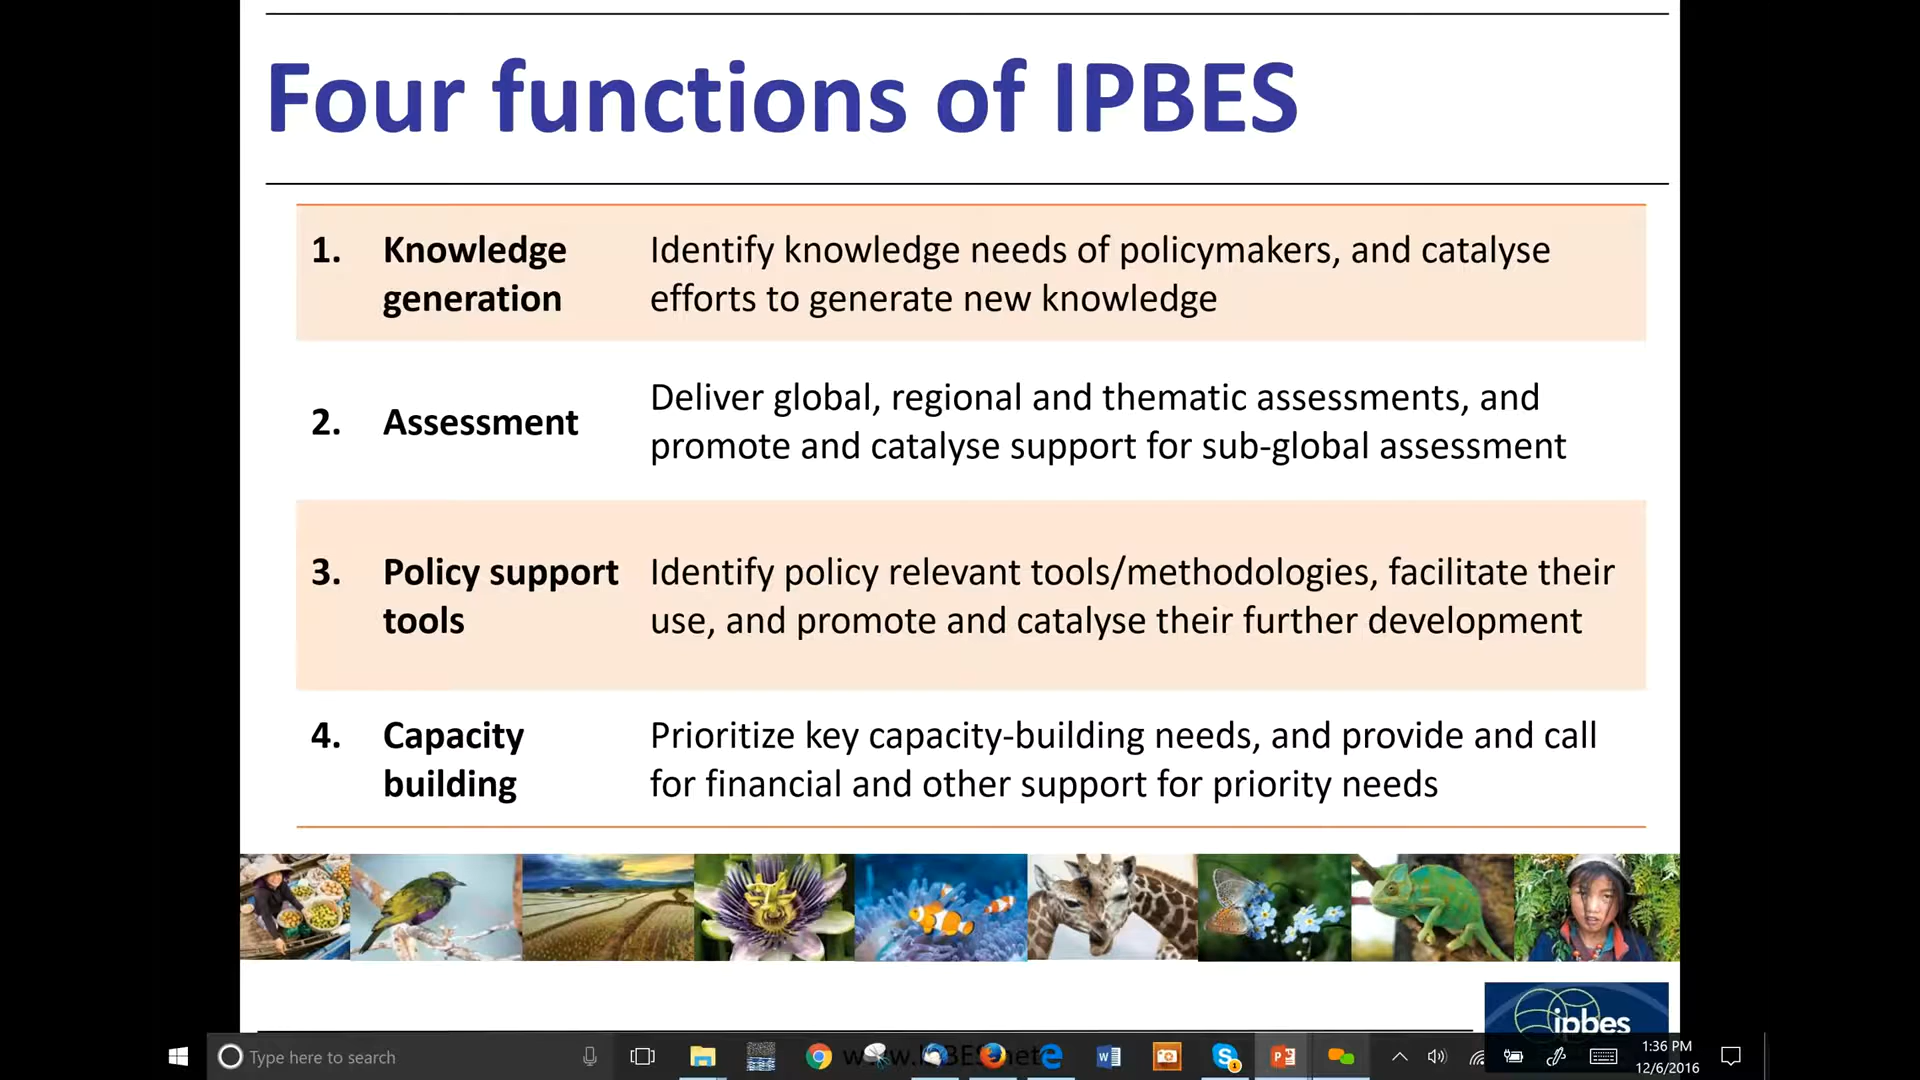 Four functions of IPBES
1. Knowledge generation
Identify knowledge needs of policymakers, and catalyse
efforts to generate new knowledge
2. Assessment
Deliver global, regional and thematic assessments, and
promote and catalyse support for sub-global assessment
3. Policy support tools
Identify policy relevant tools/methodologies, facilitate their
use, and promote and catalyse their further development
4. Capacity building
Prioritize key capacity-building needs, and provide and call
for financial and other support for priority needs
ipbes
Type here to search
1:36 PM
12/6/2016